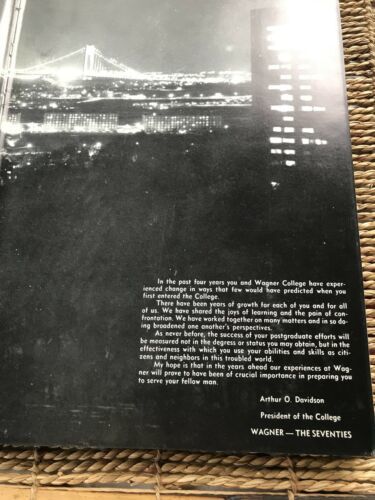 In the past four years you and Wagner College have exper-
ienced change in ways that few would have predicted when you
first entered the College.
There have been years of growth for each of you and for all
of us. We have shared the joys of learning and the pain of con-
frontation. We have worked together on many matters and in so do-
ing broadened one another's perspectives.
As never before, the success of your postgraduate efforts will
be measured not in the degree or status you may obtain, but in the
effectiveness with which you use your abilities and skills as citi-
zens and neighbors in this troubled world.
My hope is that in the years ahead our experiences at Wag-
ner will prove to have been of crucial importance in preparing you
to serve your fellow man.
Arthur O. Davidson
President of the College
WAGNER — THE SEVENTIES